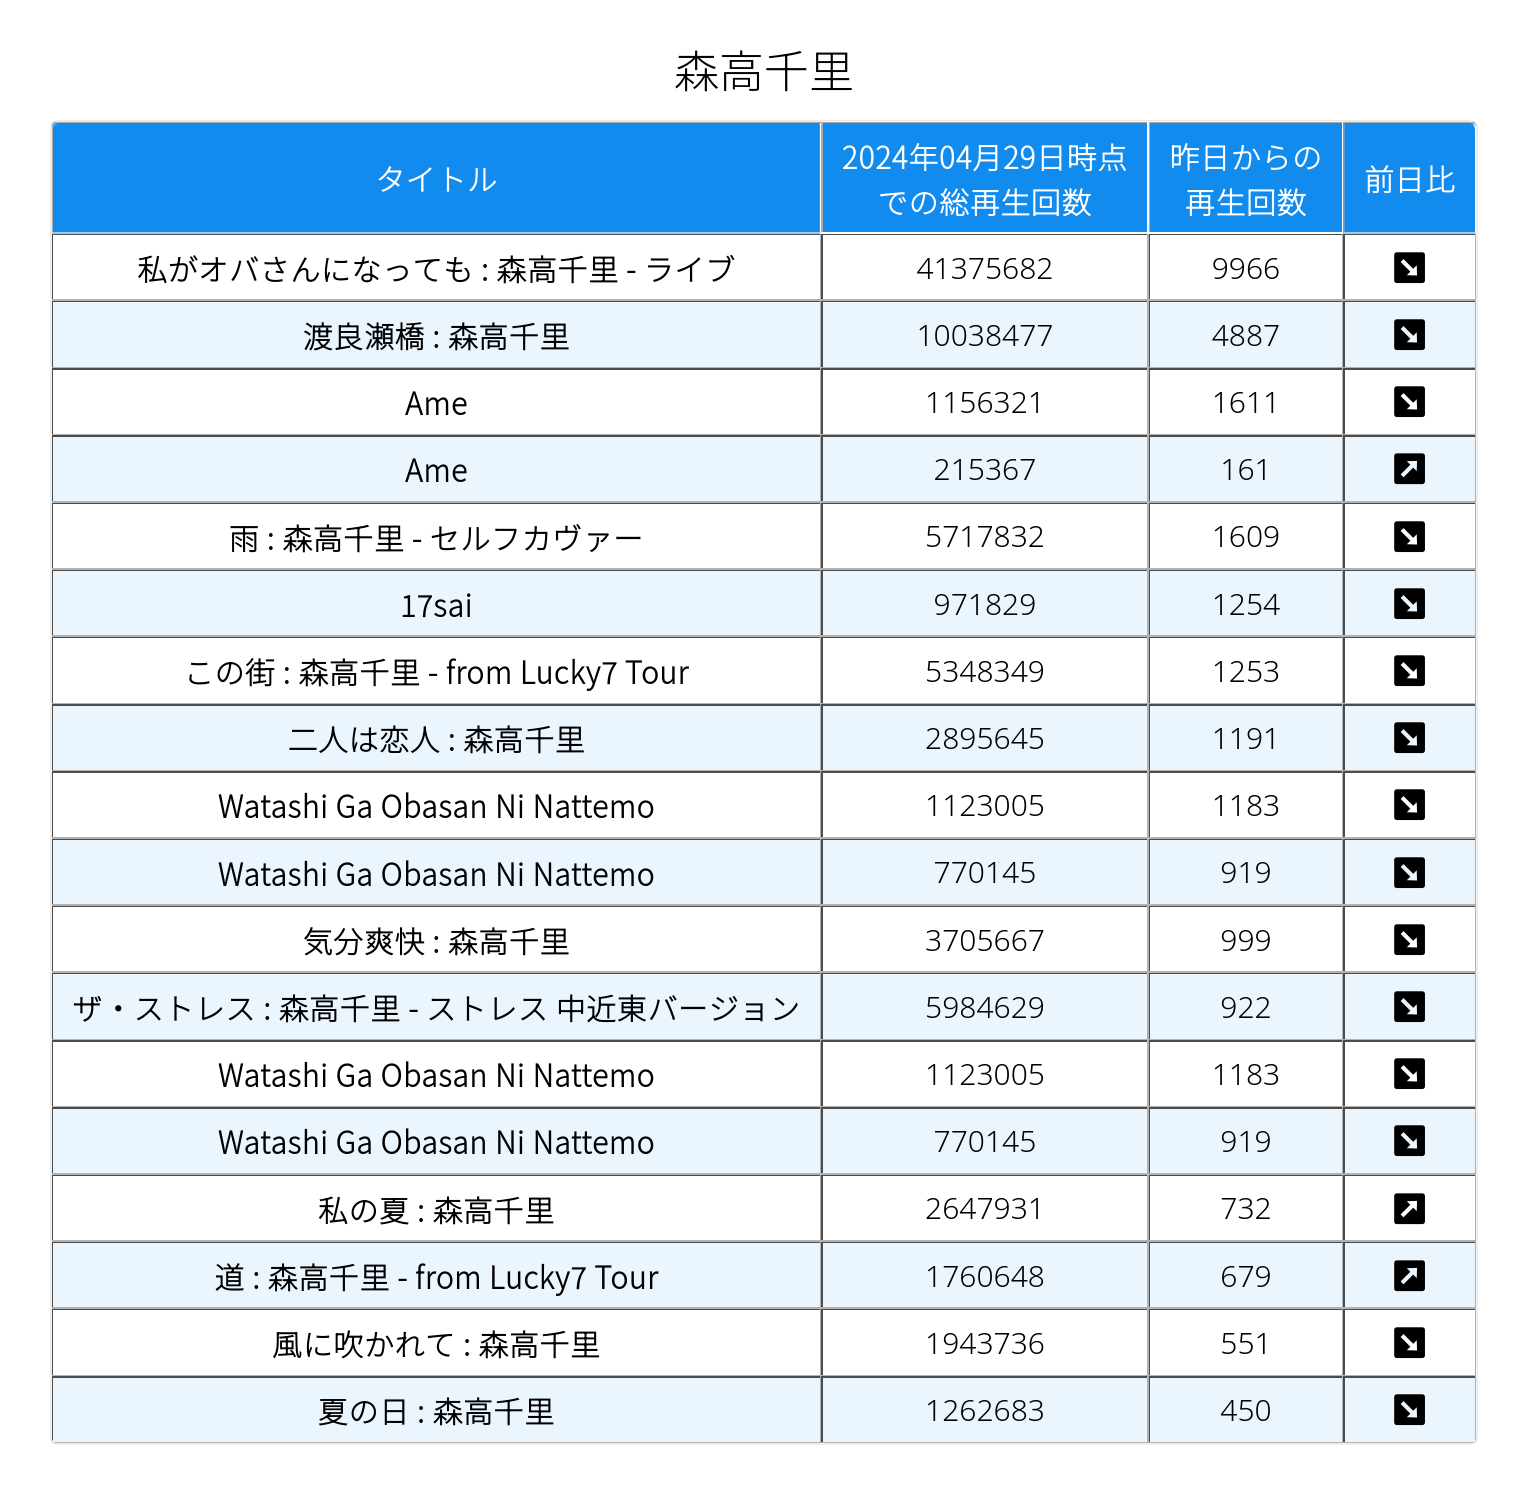 森高千里
タイトル
2024年04月29日時点
での総再生回数
昨日からの
再生回数
前日比
私がオバさんになっても : 森高千里 - ライブ 41375682 9966
渡良瀬橋 : 森高千里 10038477 4887
Ame 1156321 1611
Ame 215367 161
雨 : 森高千里 - セルフカヴァー 5717832 1609
17sai 971829 1254
この街 : 森高千里 - from Lucky7 Tour 5348349 1253
二人は恋人 : 森高千里 2895645 1191
Watashi Ga Obasan Ni Nattemo 1123005 1183
Watashi Ga Obasan Ni Nattemo 770145 919
気分爽快 : 森高千里 3705667 999
ザ・ストレス : 森高千里 - ストレス 中近東バージョン 5984629 922
Watashi Ga Obasan Ni Nattemo 1123005 1183
Watashi Ga Obasan Ni Nattemo 770145 919
私の夏 : 森高千里 2647931 732
道 : 森高千里 - from Lucky7 Tour 1760648 679
風に吹かれて : 森高千里 1943736 551
夏の日 : 森高千里 1262683 450